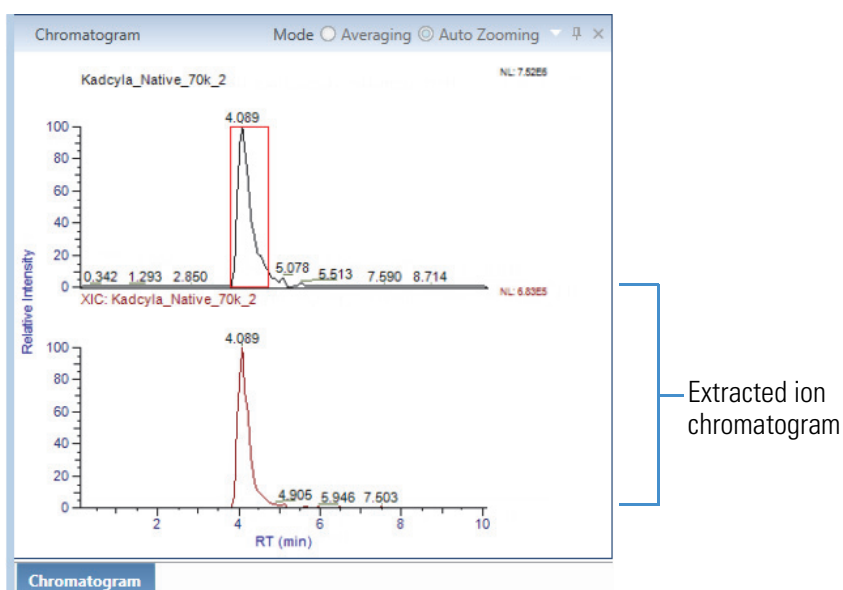 Chromatogram Mode Averaging Auto Zooming
Kadcyla_Native_70k_2 NL: 7.52E6
4.089
100
80
60
40
20
0
0.342 1.293 2.850 5.078 5.513 7.590 8.714
XIC: Kadcyla_Native_70k_2 NL: 6.83E5
Relative Intensity
4.089
100
80
60
40
20
0
4.905 5.946 7.503
2 4 6 8 10
RT (min)
Extracted ion
chromatogram
Chromatogram